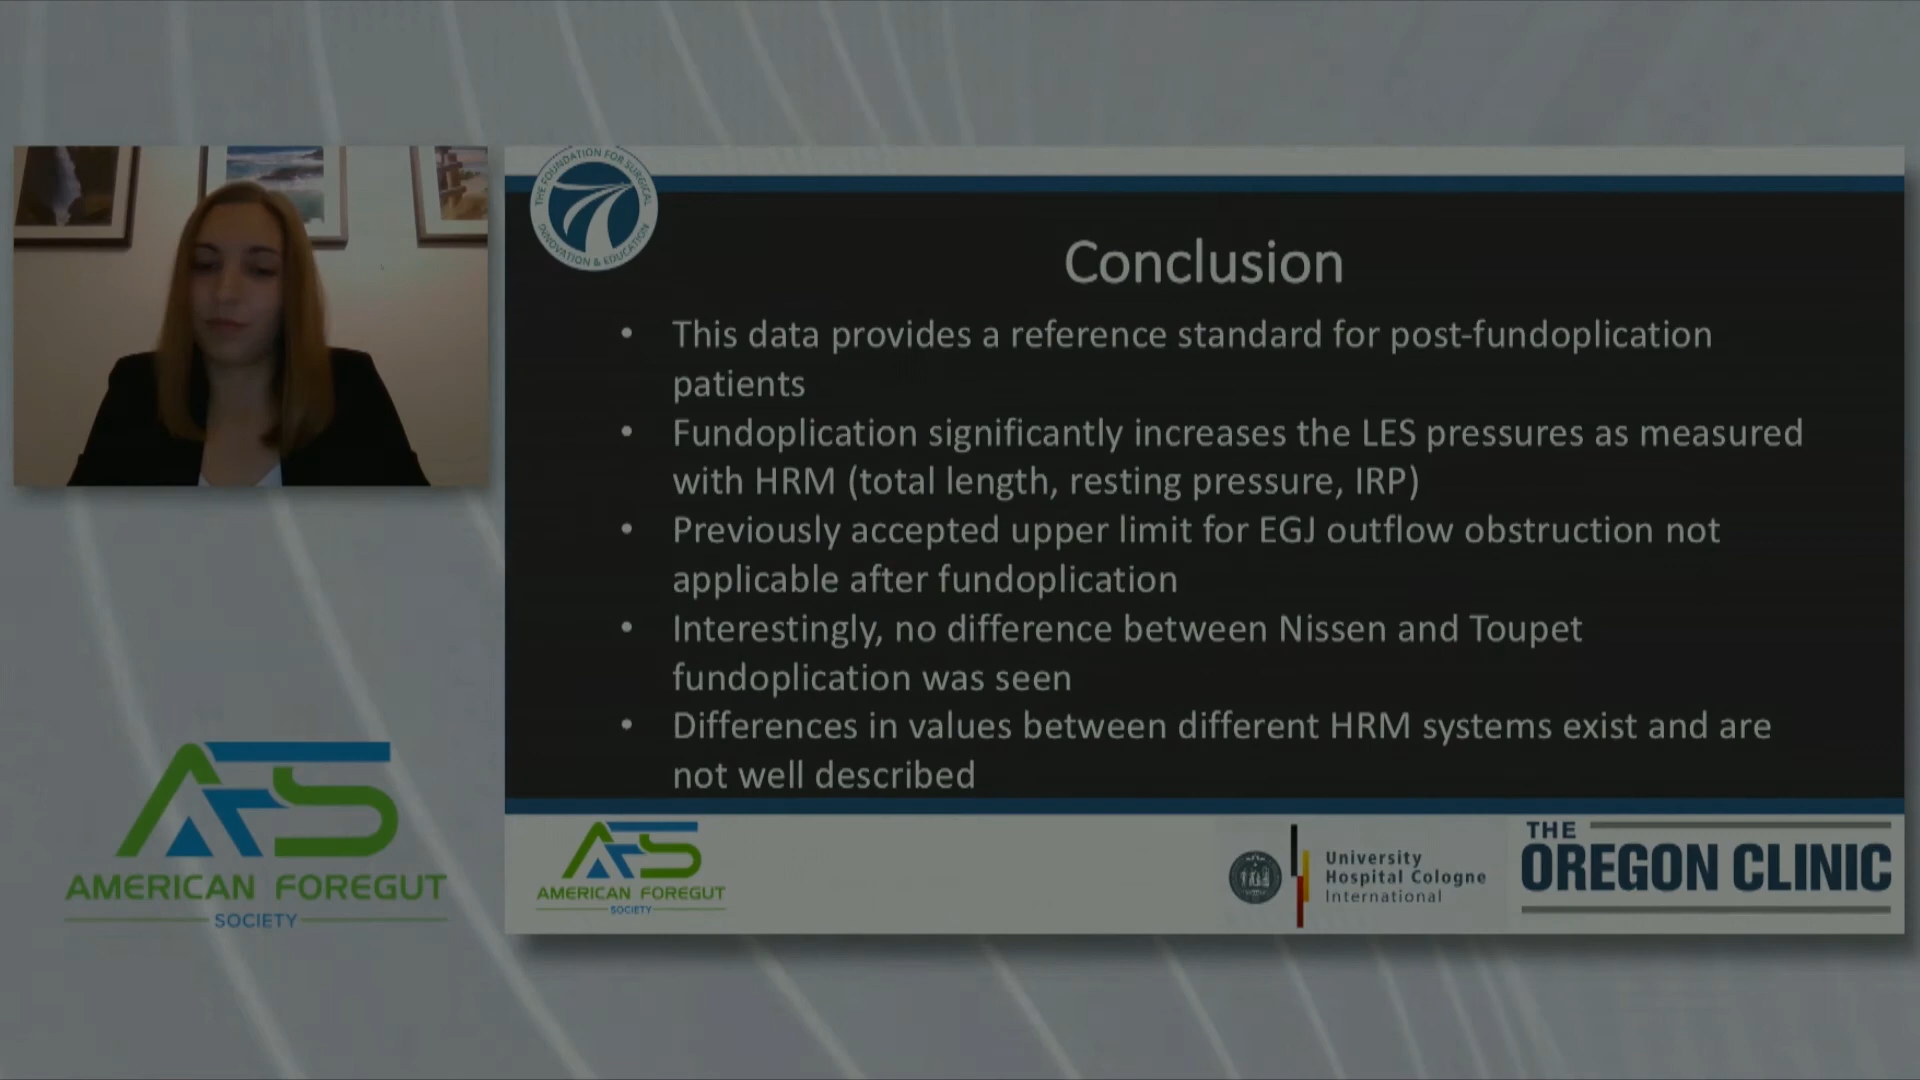 THE FOUNDATION FOR SURGICAL
INNOVATION & EDUCATION
Conclusion
• This data provides a reference standard for post-fundoplication
patients
• Fundoplication significantly increases the LES pressures as measured
with HRM (total length, resting pressure, IRP)
• Previously accepted upper limit for EGJ outflow obstruction not
applicable after fundoplication
• Interestingly, no difference between Nissen and Toupet
fundoplication was seen
• Differences in values between different HRM systems exist and are
not well described
AFS
AMERICAN FOREGUT
SOCIETY
AFS
AMERICAN FOREGUT
SOCIETY
University
Hospital Cologne
International
THE
OREGON CLINIC